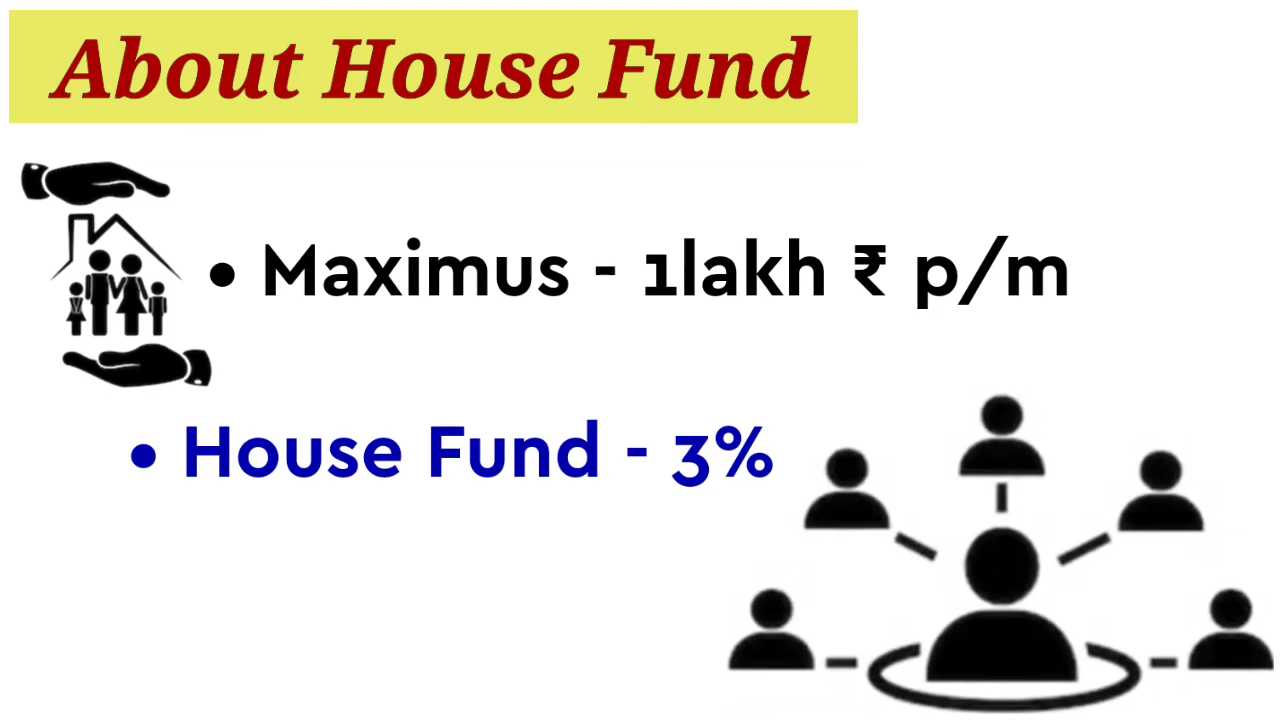 About House Fund
• Maximus - 1lakh ₹ p/m
• House Fund - 3%